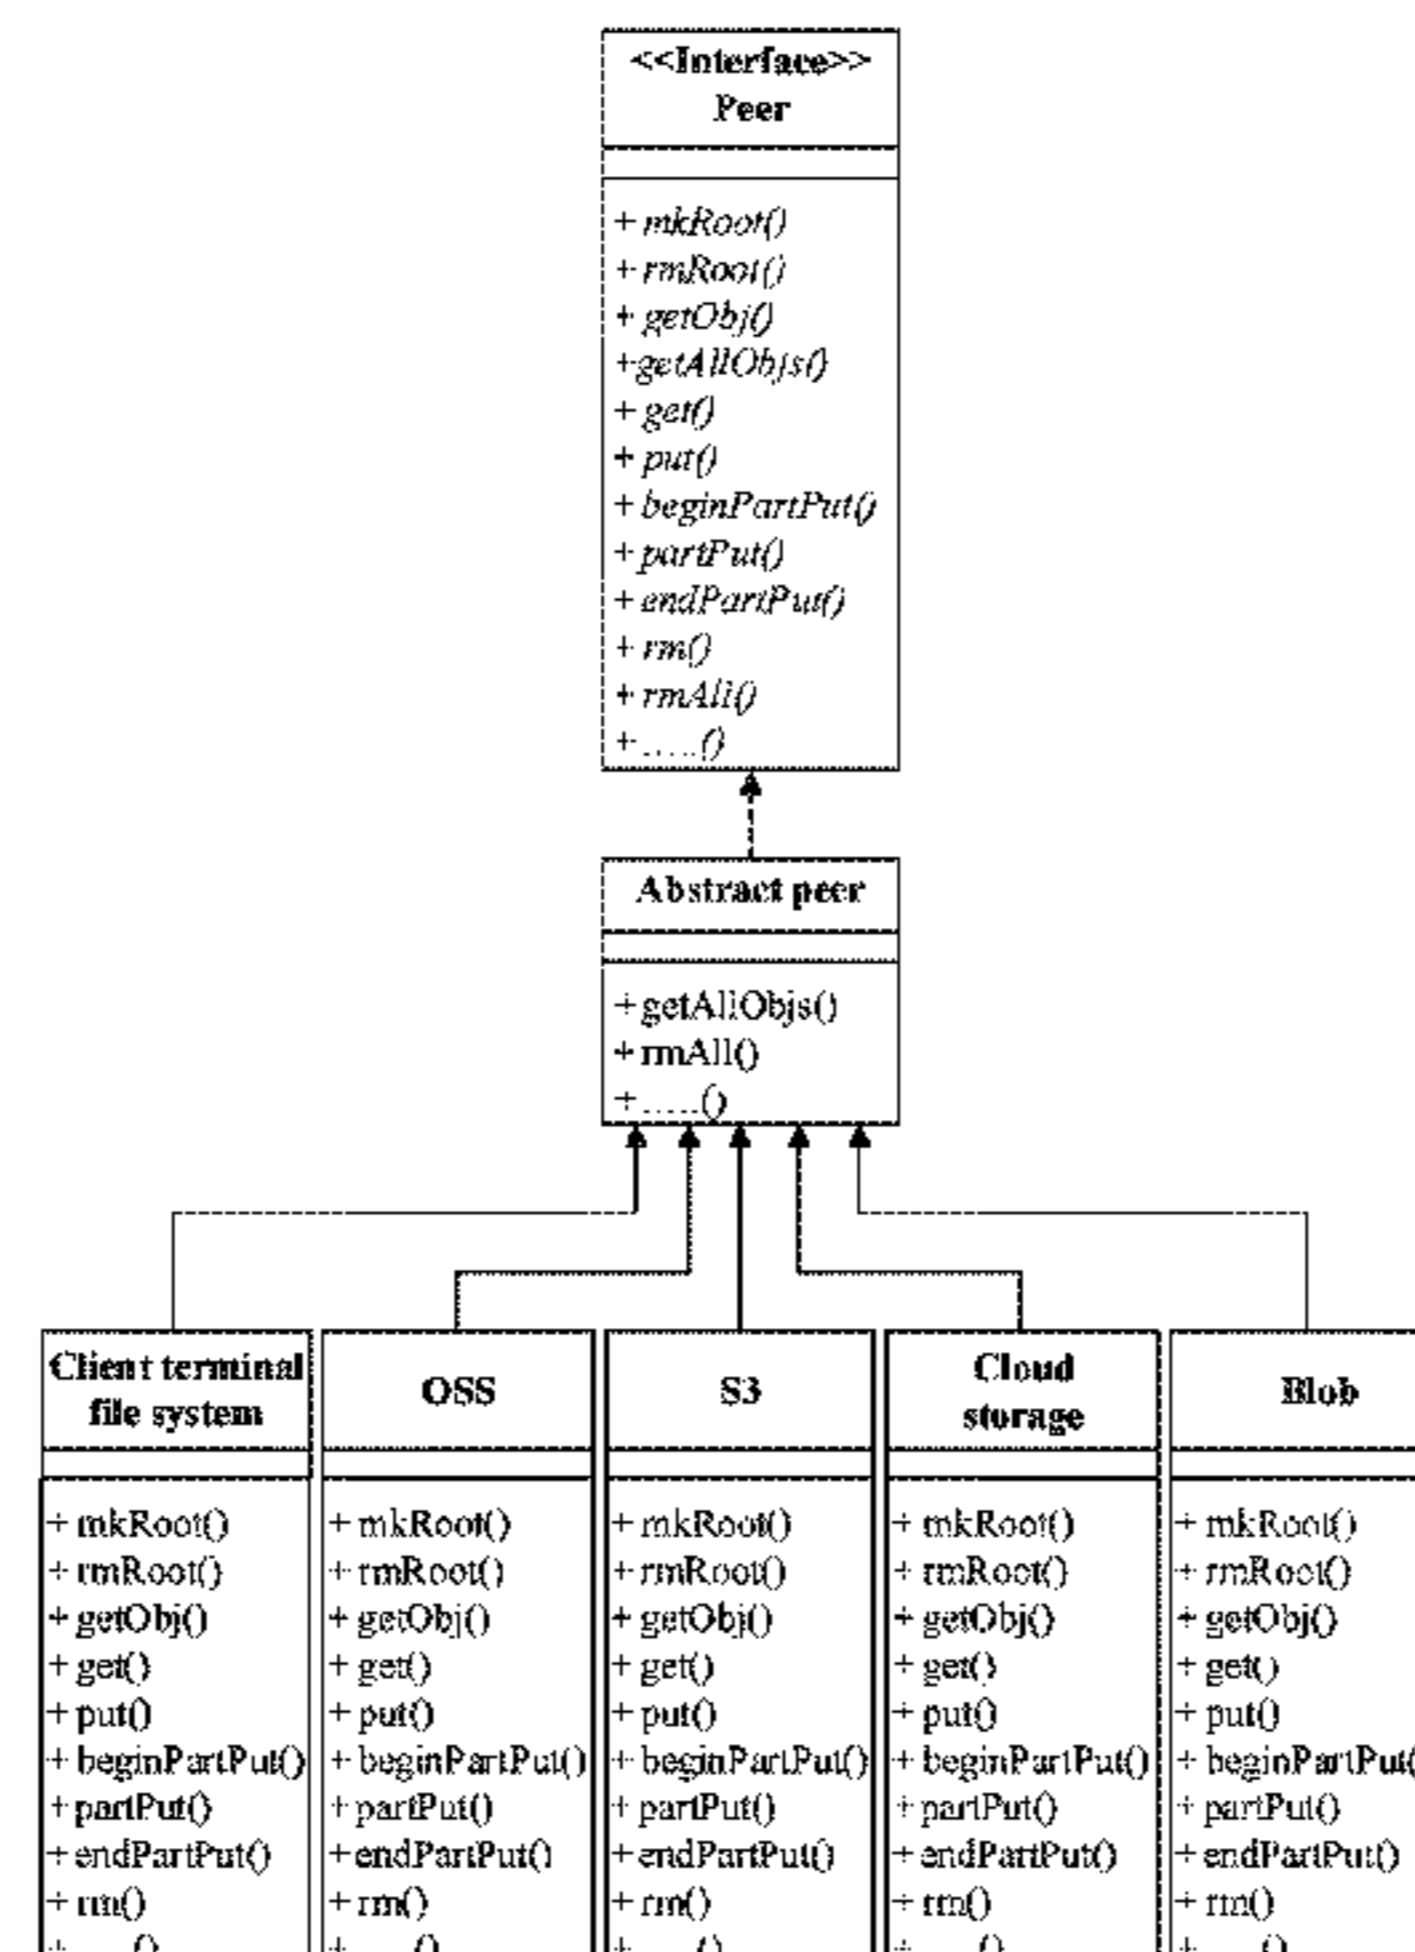 <<Interface>>
Peer
+ mkRoot()
+ rmRoot()
+ getObj()
+getAllObjs()
+ get()
+ put()
+ beginPartPut()
+ partPut()
+ endPartPut()
+ rm()
+ rmAll()
+ ......()
Abstract peer
+ getAllObjs()
+ rmAll()
+ ......()
Client terminal
file system
+ mkRoot()
+ rmRoot()
+ getObj()
+ get()
+ put()
+ beginPartPut()
+ partPut()
+ endPartPut()
+ rm()
+ ......()
OSS
+ mkRoot()
+ rmRoot()
+ getObj()
+ get()
+ put()
+ beginPartPut()
+ partPut()
+ endPartPut()
+ rm()
+ ......()
S3
+ mkRoot()
+ rmRoot()
+ getObj()
+ get()
+ put()
+ beginPartPut()
+ partPut()
+ endPartPut()
+ rm()
+ ......()
Cloud
storage
+ mkRoot()
+ rmRoot()
+ getObj()
+ get()
+ put()
+ beginPartPut()
+ partPut()
+ endPartPut()
+ rm()
+ ......()
Blob
+ mkRoot()
+ rmRoot()
+ getObj()
+ get()
+ put()
+ beginPartPut(
+ partPut()
+ endPartPut()
+ rm()
+ ......()